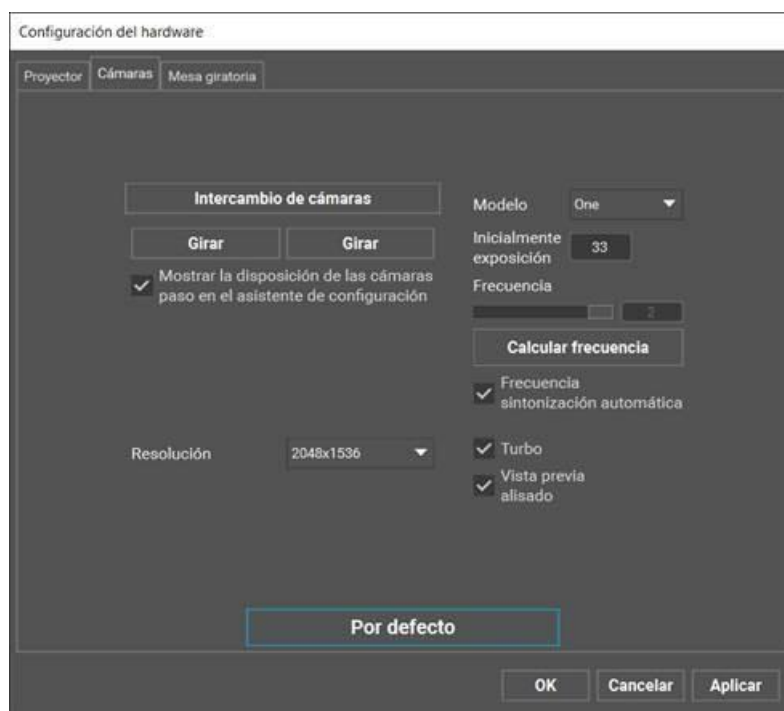 Configuración del hardware
Proyector Cámaras Mesa giratoria
Intercambio de cámaras
Girar Girar
Mostrar la disposición de las cámaras
paso en el asistente de configuración
Resolución 2048x1536
Modelo One
Inicialmente
exposición 33
Frecuencia
2
Calcular frecuencia
Frecuencia
sintonización automática
Turbo
Vista previa
alisado
Por defecto
OK Cancelar Aplicar